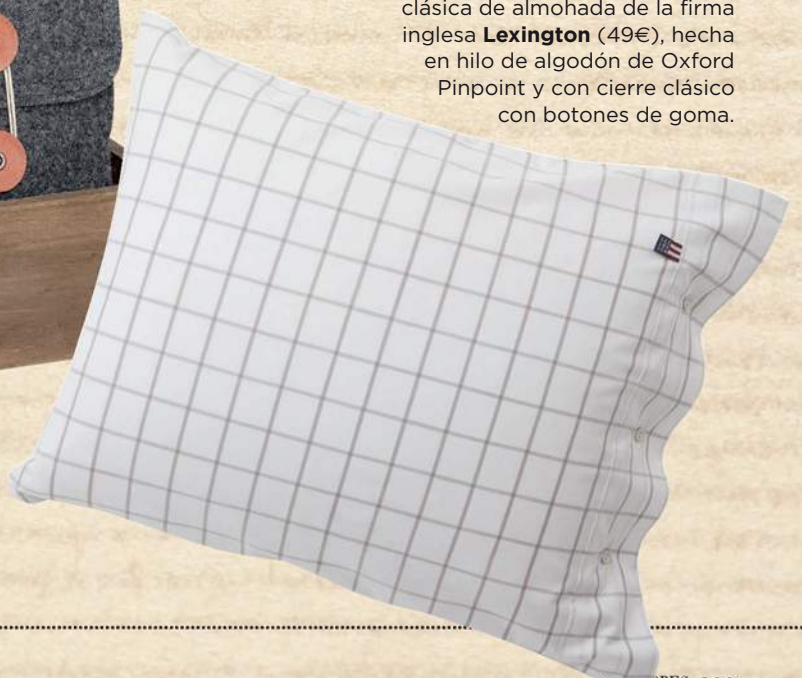 clásica de almohada de la firma
inglesa Lexington (49€), hecha
en hilo de algodón de Oxford
Pinpoint y con cierre clásico
con botones de goma.